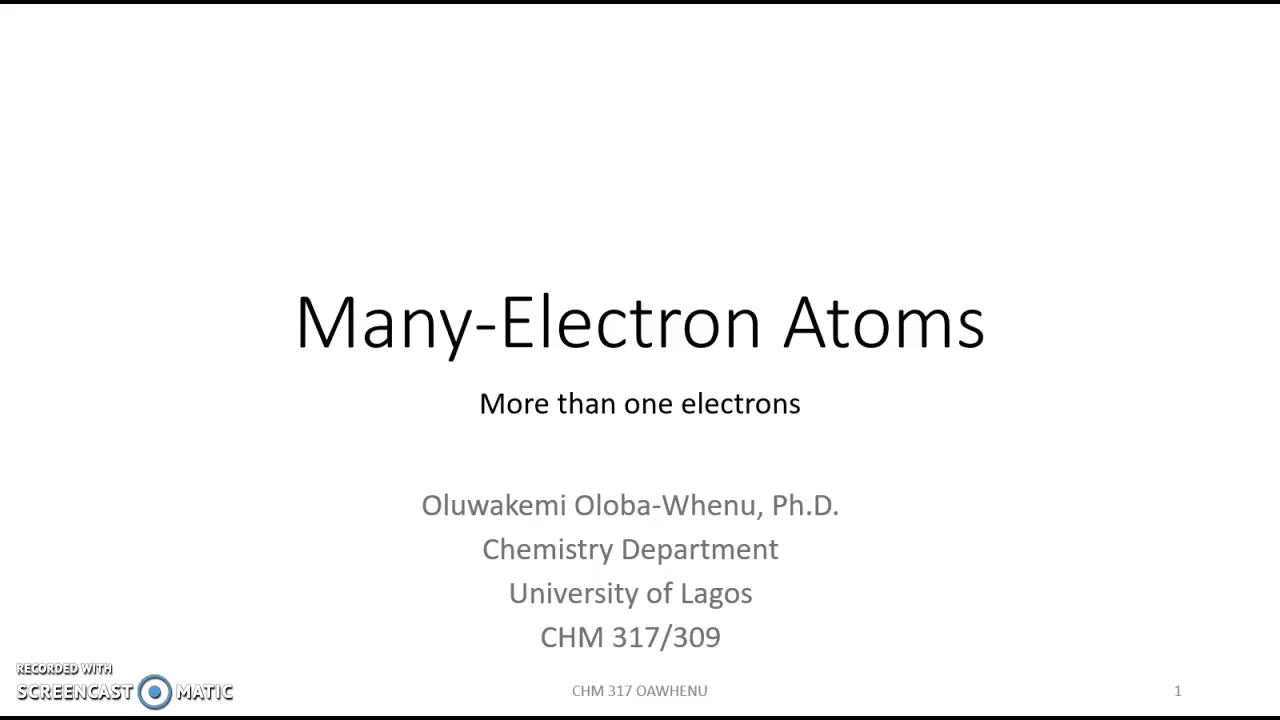 Many-Electron Atoms
More than one electrons
Oluwakemi Oloba-Whenu, Ph.D.
Chemistry Department
University of Lagos
CHM 317/309
RECORDED WITH
SCREENCAST MATIC
CHM 317 OAWHENU
1